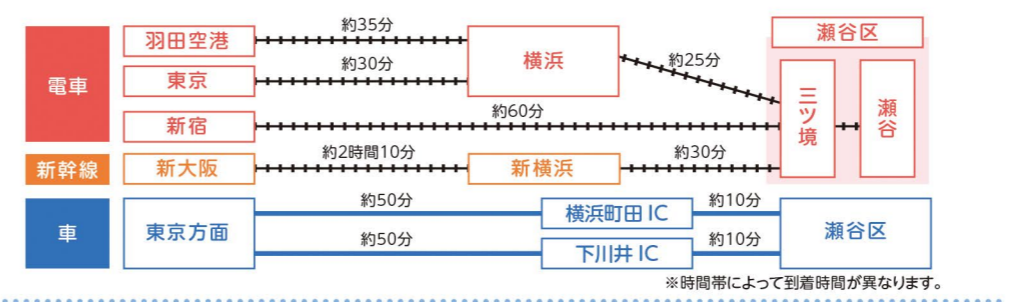 電車
羽田空港
約35分
横浜
東京
約30分
約25分
新宿
約60分
瀬谷区
三ツ境
瀬谷
新幹線
新大阪
約2時間10分
新横浜
約30分
車
東京方面
約50分
横浜町田 IC
約10分
約50分
下川井 IC
約10分
瀬谷区
※時間帯によって到着時間が異なります。